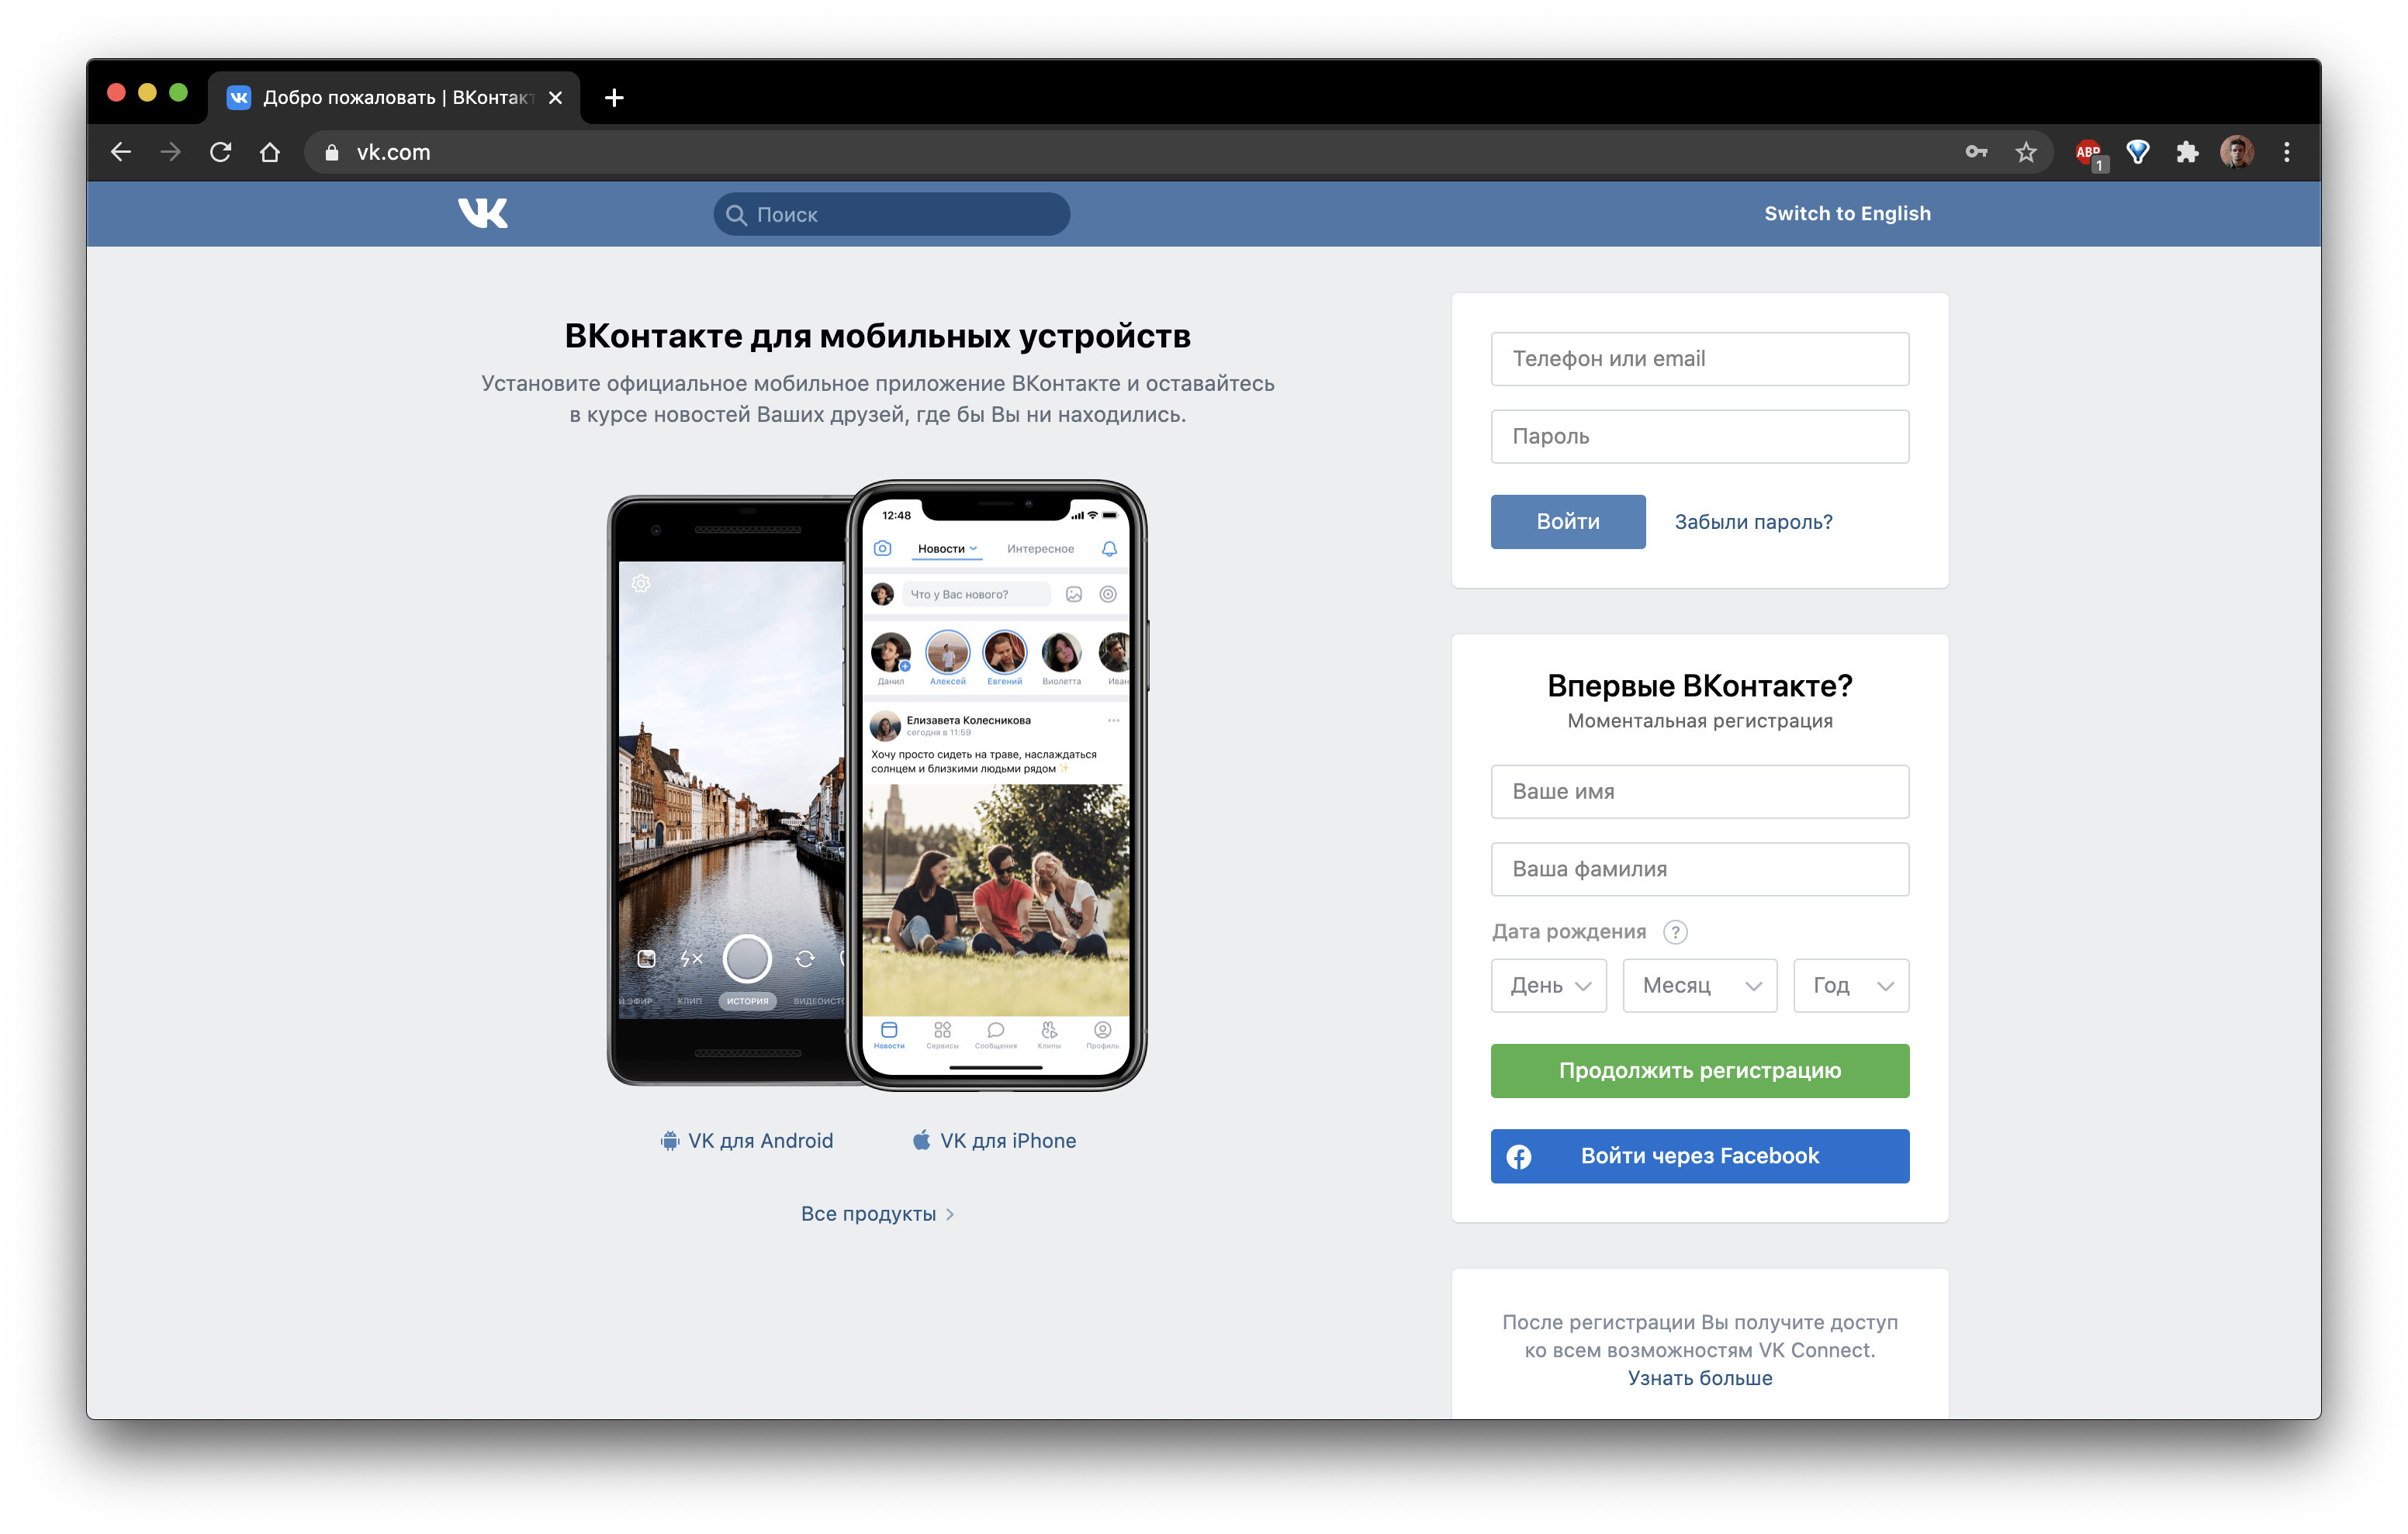 Добро пожаловать | ВКонтакт
vk.com
ABP
1
VK
Поиск
Switch to English
ВКонтакте для мобильных устройств
Установите официальное мобильное приложение ВКонтакте и оставайтесь
в курсе новостей Ваших друзей, где бы Вы ни находились.
И ЭФИР
КЛИП
ИСТОРИЯ
ВИДЕОИСТО
12:48
Новости
Интересное
Что у Вас нового?
Данил
Алексей
Евгений
Виолетта
Иван
Елизавета Колесникова
сегодня в 11:59
Хочу просто сидеть на траве, наслаждаться
солнцем и близкими людьми рядом ✨
Новости
Сервисы
Сообщения
Клипы
Профиль
VK для Android
VK для iPhone
Все продукты
Телефон или email
Пароль
Войти
Забыли пароль?
Впервые ВКонтакте?
Моментальная регистрация
Ваше имя
Ваша фамилия
Дата рождения ?
День
Месяц
Год
Продолжить регистрацию
Войти через Facebook
После регистрации Вы получите доступ
ко всем возможностям VK Connect.
Узнать больше